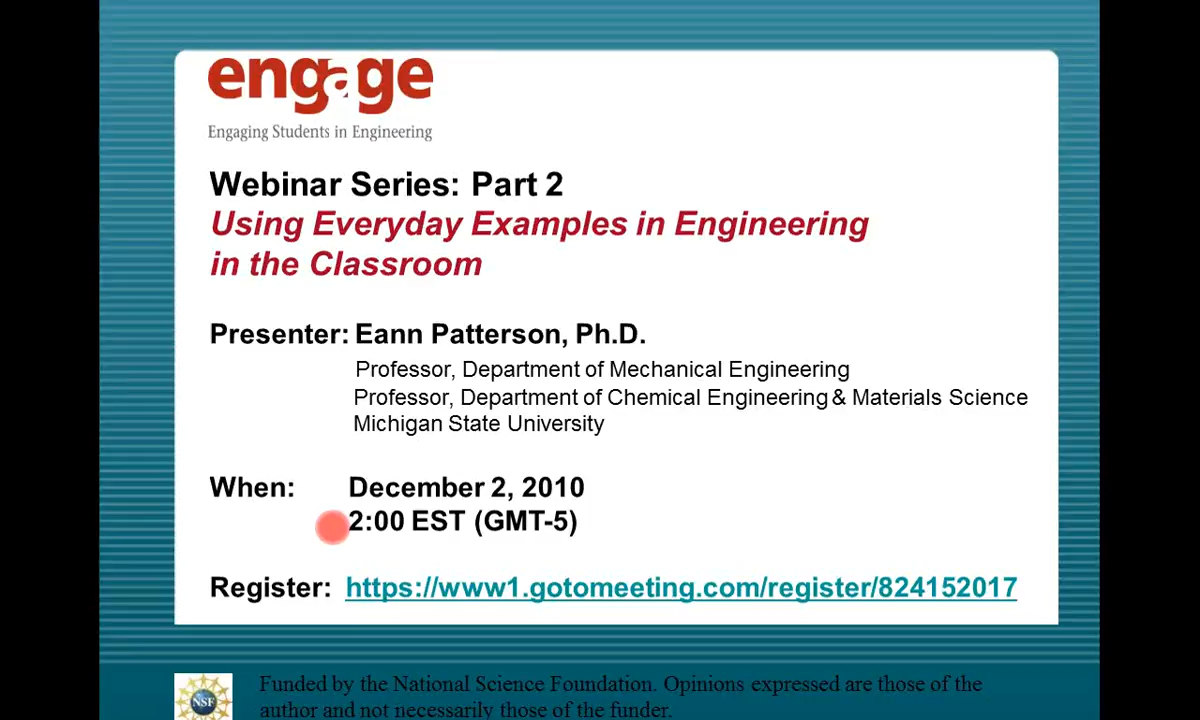 engage
Engaging Students in Engineering
Webinar Series: Part 2
Using Everyday Examples in Engineering
in the Classroom
Presenter: Eann Patterson, Ph.D.
Professor, Department of Mechanical Engineering
Professor, Department of Chemical Engineering & Materials Science
Michigan State University
When: December 2, 2010
2:00 EST (GMT-5)
Register: https://www1.gotomeeting.com/register/824152017
NSF
Funded by the National Science Foundation. Opinions expressed are those of the
author and not necessarily those of the funder.